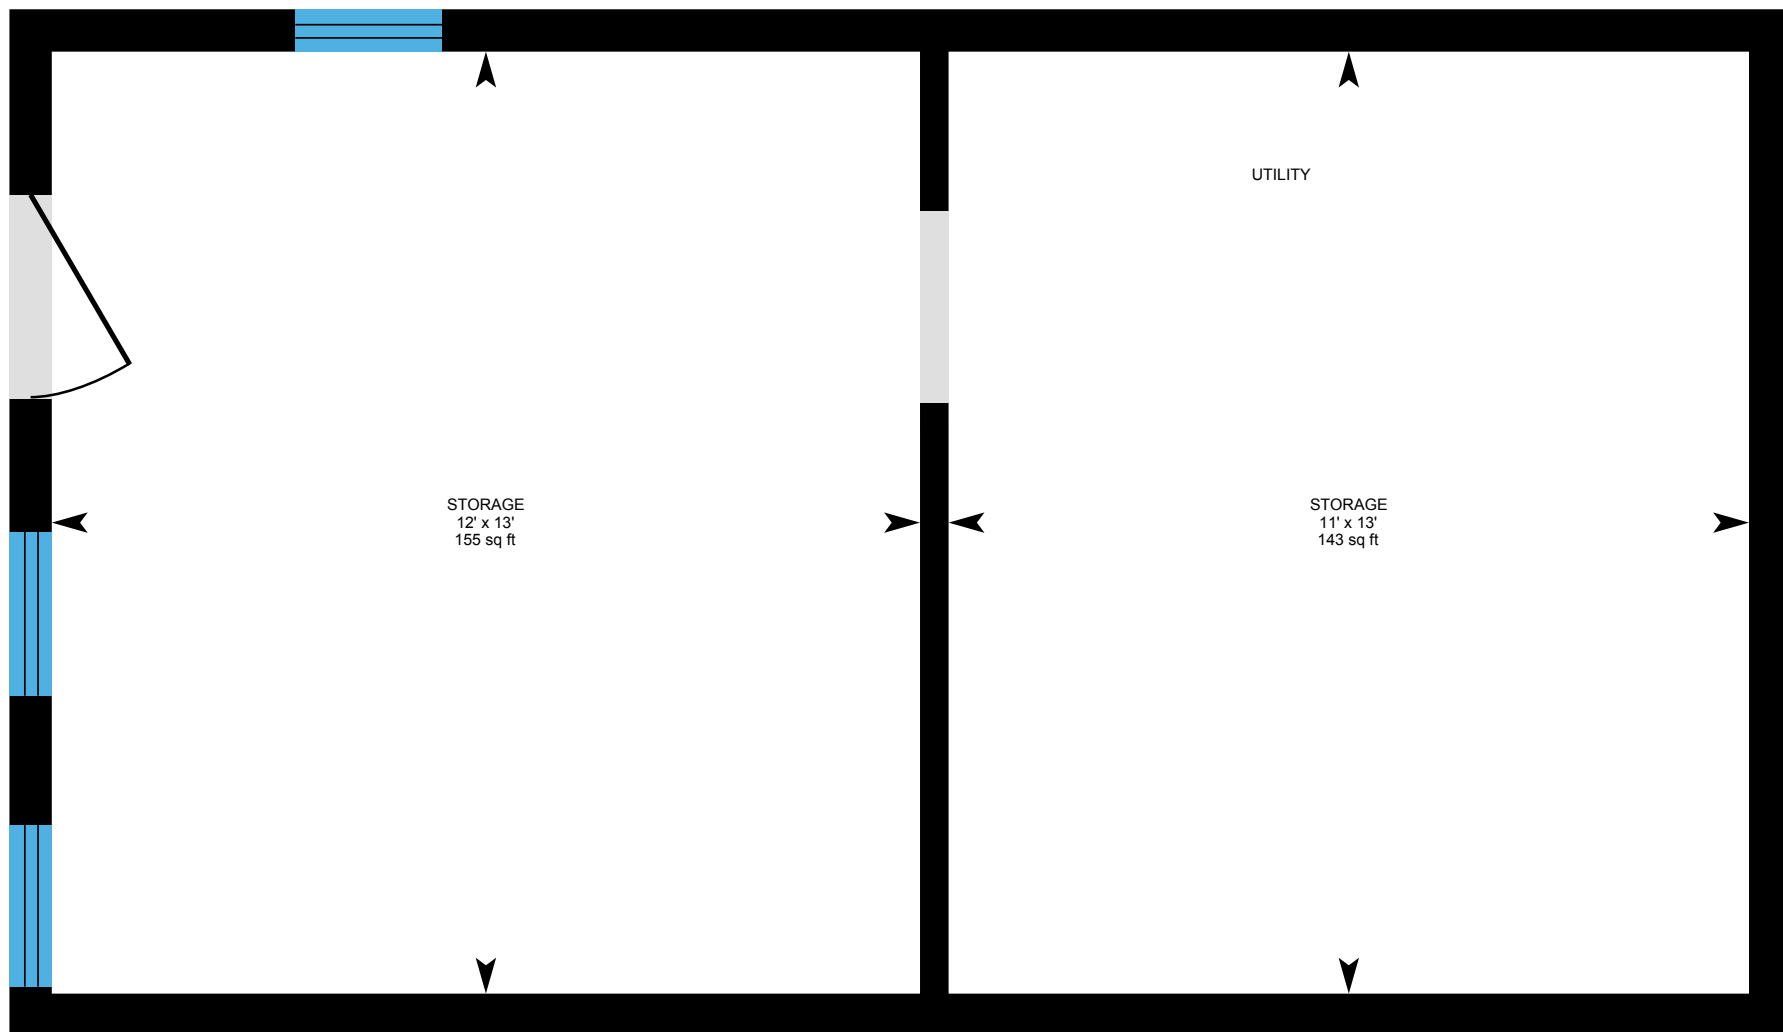 UTILITY
STORAGE
12' x 13'
155 sq ft
STORAGE
11' x 13'
143 sq ft